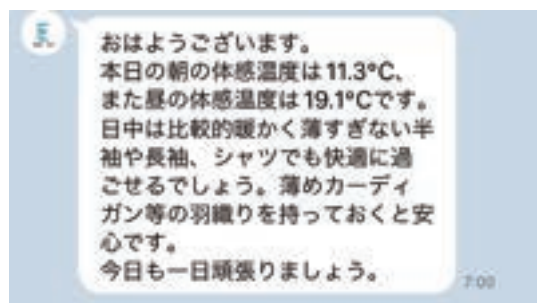 おはようございます。
本日の朝の体感温度は11.3°C、
また昼の体感温度は19.1°Cです。
日中は比較的暖かく薄すぎない半
袖や長袖、シャツでも快適に過
ごせるでしょう。薄めカーディ
ガン等の羽織りを持っておくと安
心です。
今日も一日頑張りましょう。
7:00